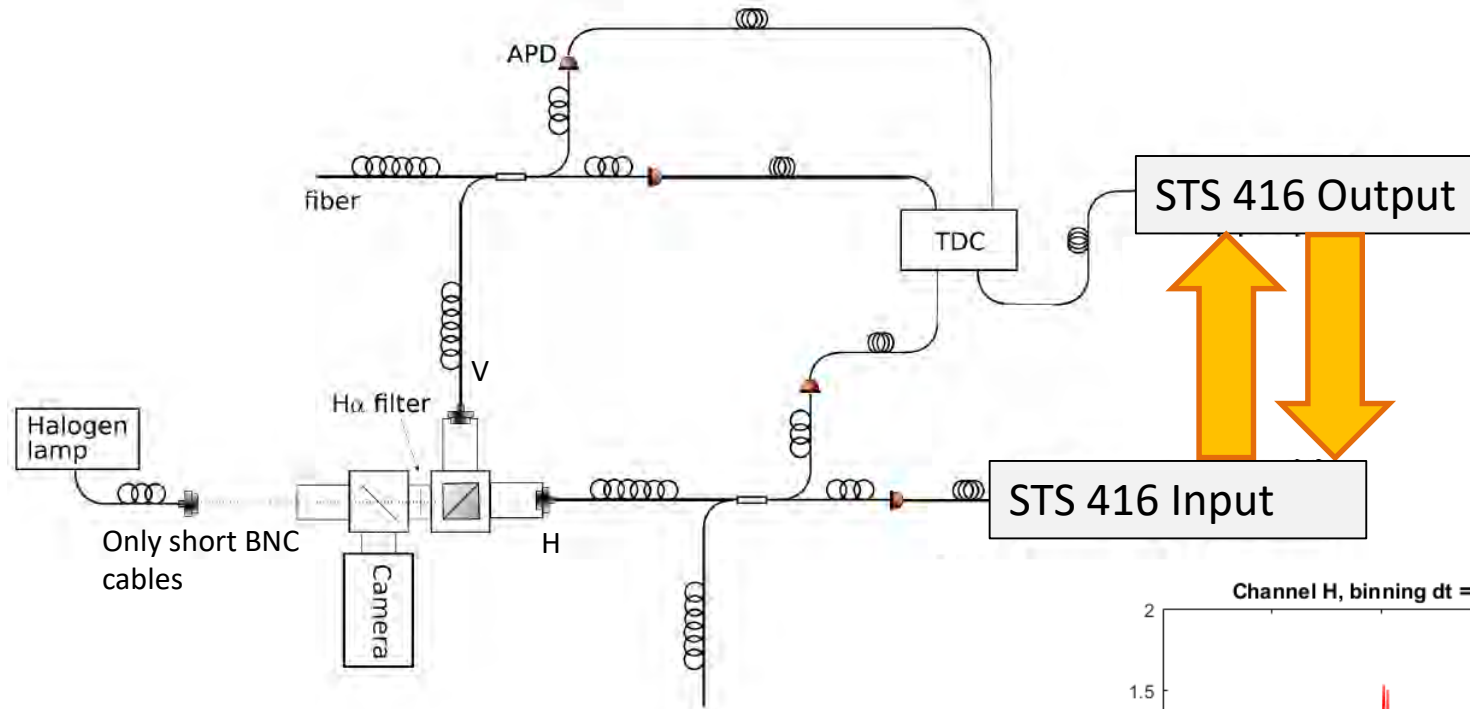 APD
fiber
STS 416 Output
TDC
V
Hα filter
Halogen
lamp
STS 416 Input
Only short BNC
cables
H
Camera
Channel H, binning dt =
2
1.5